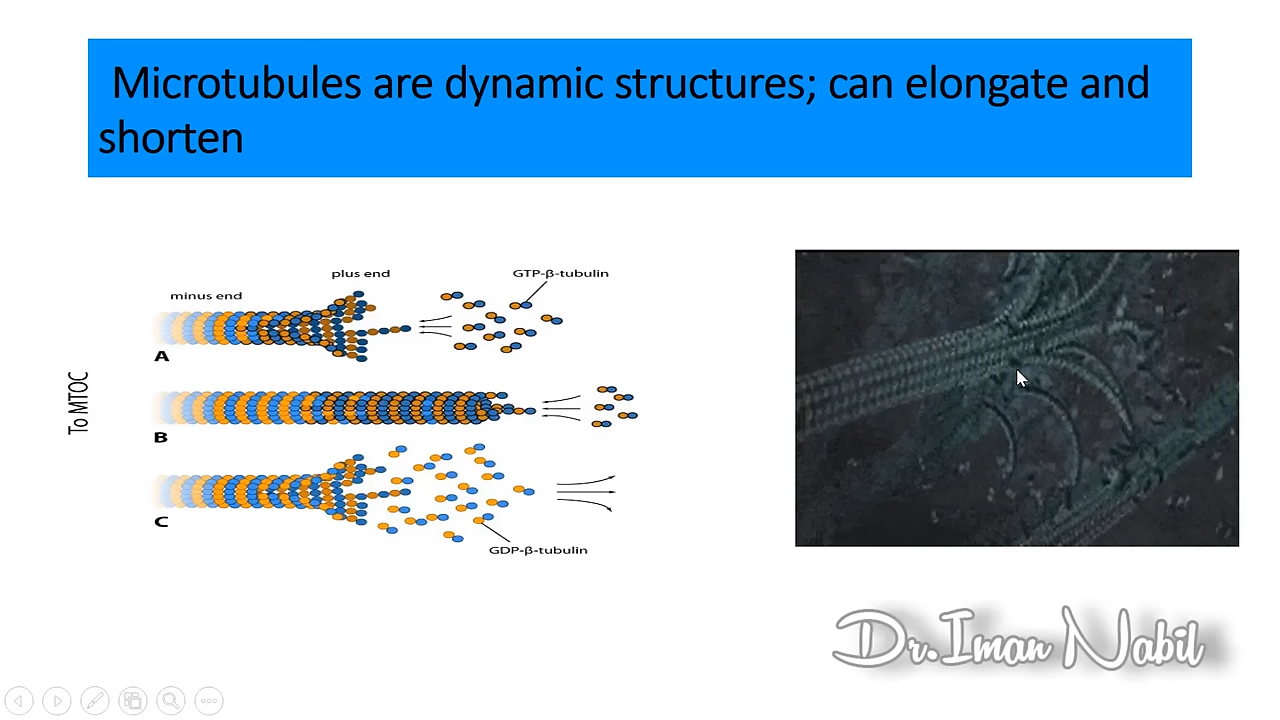 Microtubules are dynamic structures; can elongate and
shorten
plus end
GTP-β-tubulin
minus end
A
To MTOC
B
C
GDP-β-tubulin
Dr.Iman Nabil